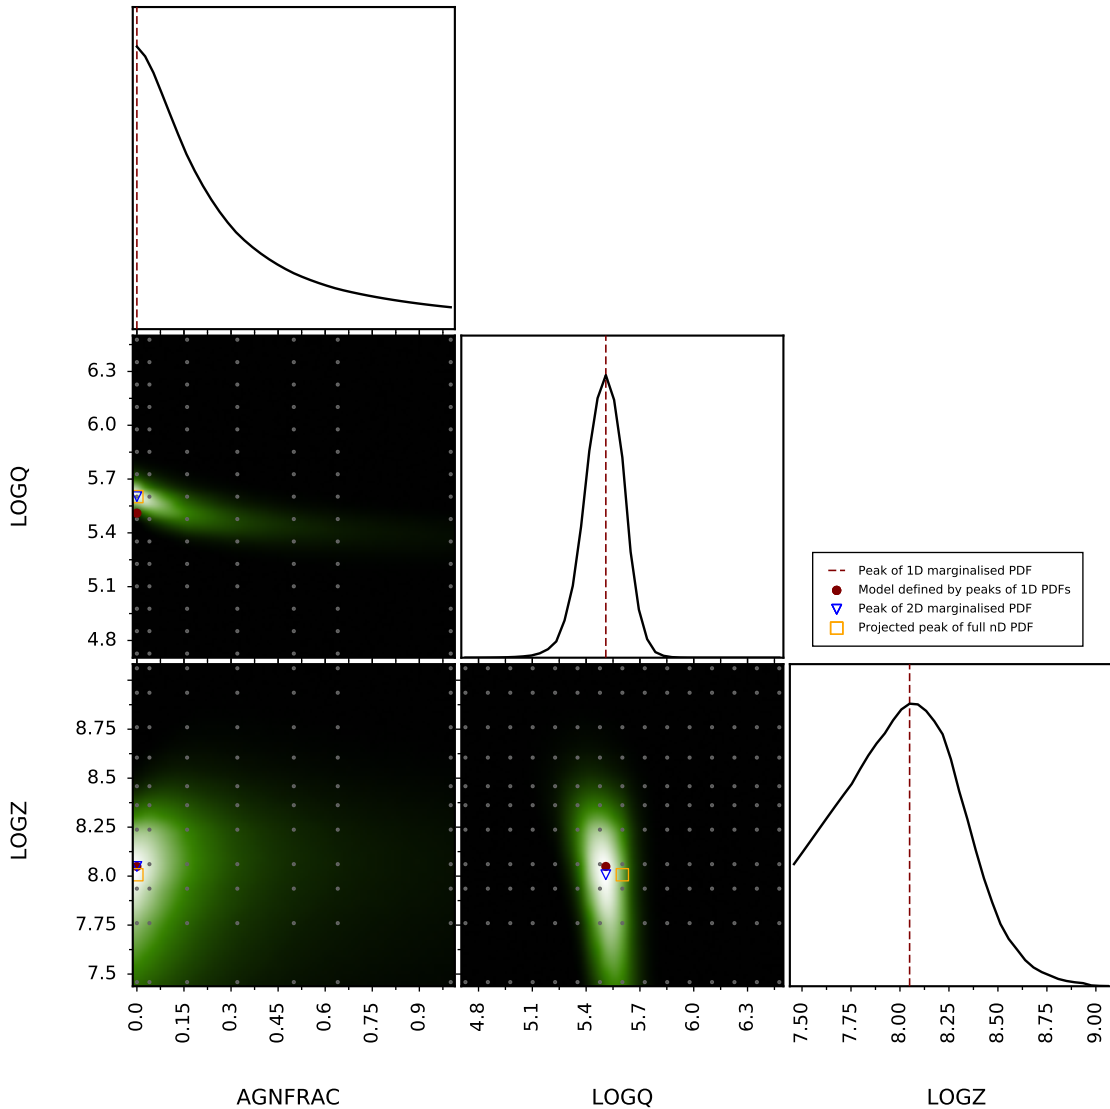 LOGQ
6.3
6.0
5.7
5.4
5.1
4.8
Peak of 1D marginalised PDF
Model defined by peaks of 1D PDFs
Peak of 2D marginalised PDF
Projected peak of full nD PDF
LOGZ
8.75
8.5
8.25
8.0
7.75
7.5
0.0 0.15 0.3 0.45 0.6 0.75 0.9
4.8 5.1 5.4 5.7 6.0 6.3
7.50 7.75 8.00 8.25 8.50 8.75 9.00
AGNFRAC
LOGQ
LOGZ